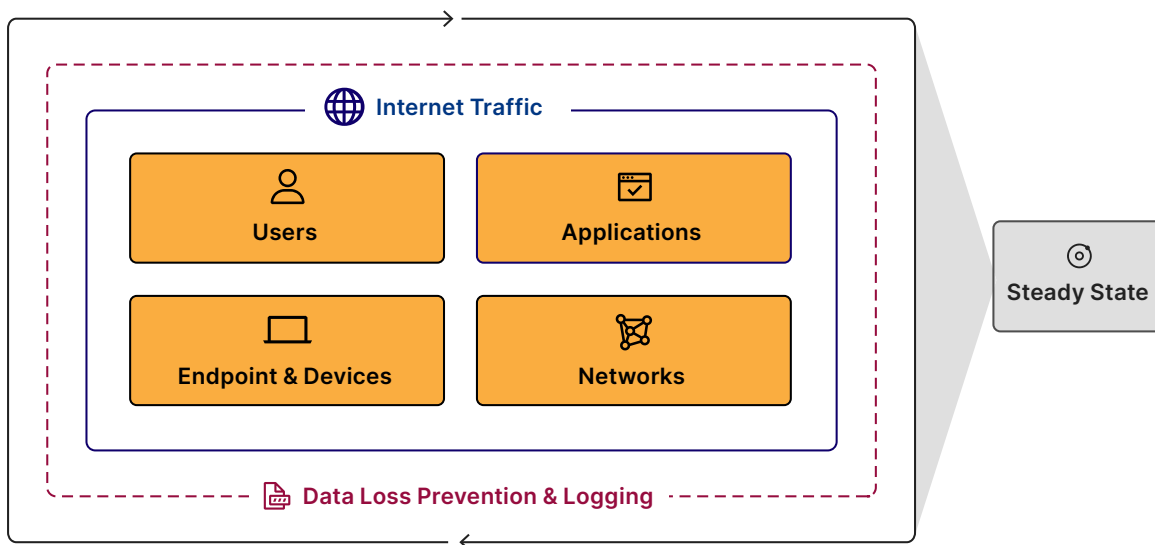 Internet Traffic
Users
Applications
Steady State
Endpoint & Devices
Networks
Data Loss Prevention & Logging